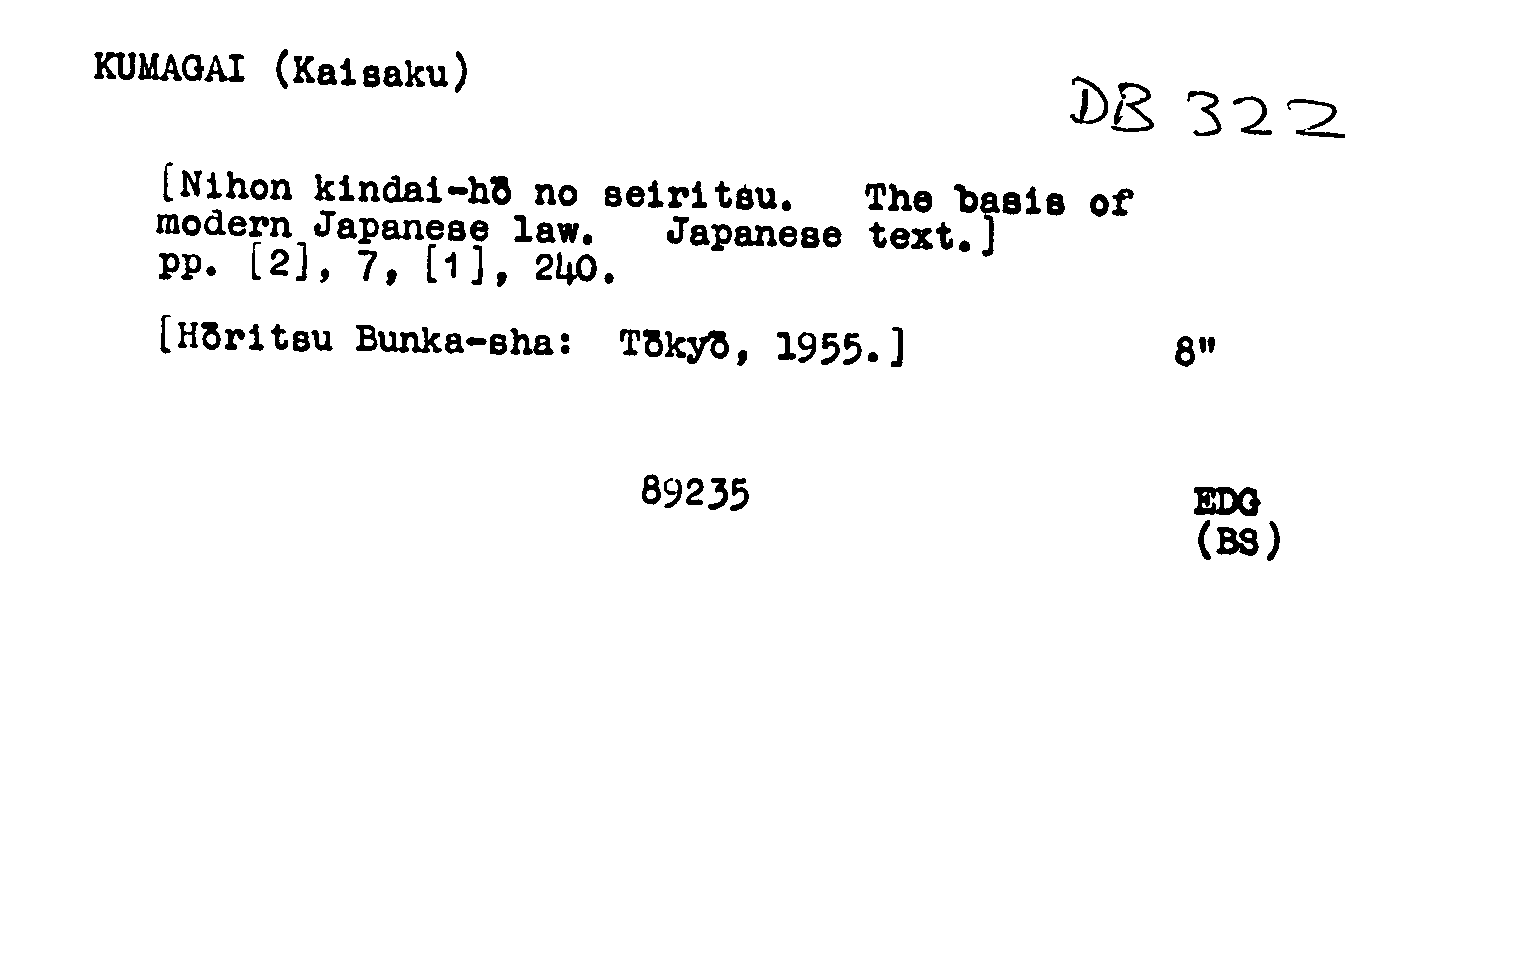 KUMAGAI (Kaisaku)
DB 322
[Nihon kindai-hō no seiritsu. The basis of
modern Japanese law. Japanese text.]
pp. [2], 7, [1], 240.
[Hōritsu Bunka-sha: Tōkyō, 1955.] 8"
89235 EDG
(BS)